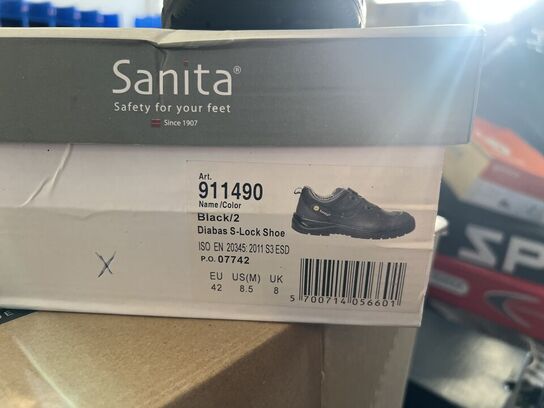 Sanita®
Safety for your feet
Since 1907
Art.
911490
Name/Color
Black/2
Diabas S-Lock Shoe
ISO EN 20345: 2011 S3 ESD
P.O. 07742
EU US(M) UK
42 8.5 8
5 700714 056601
X
SP